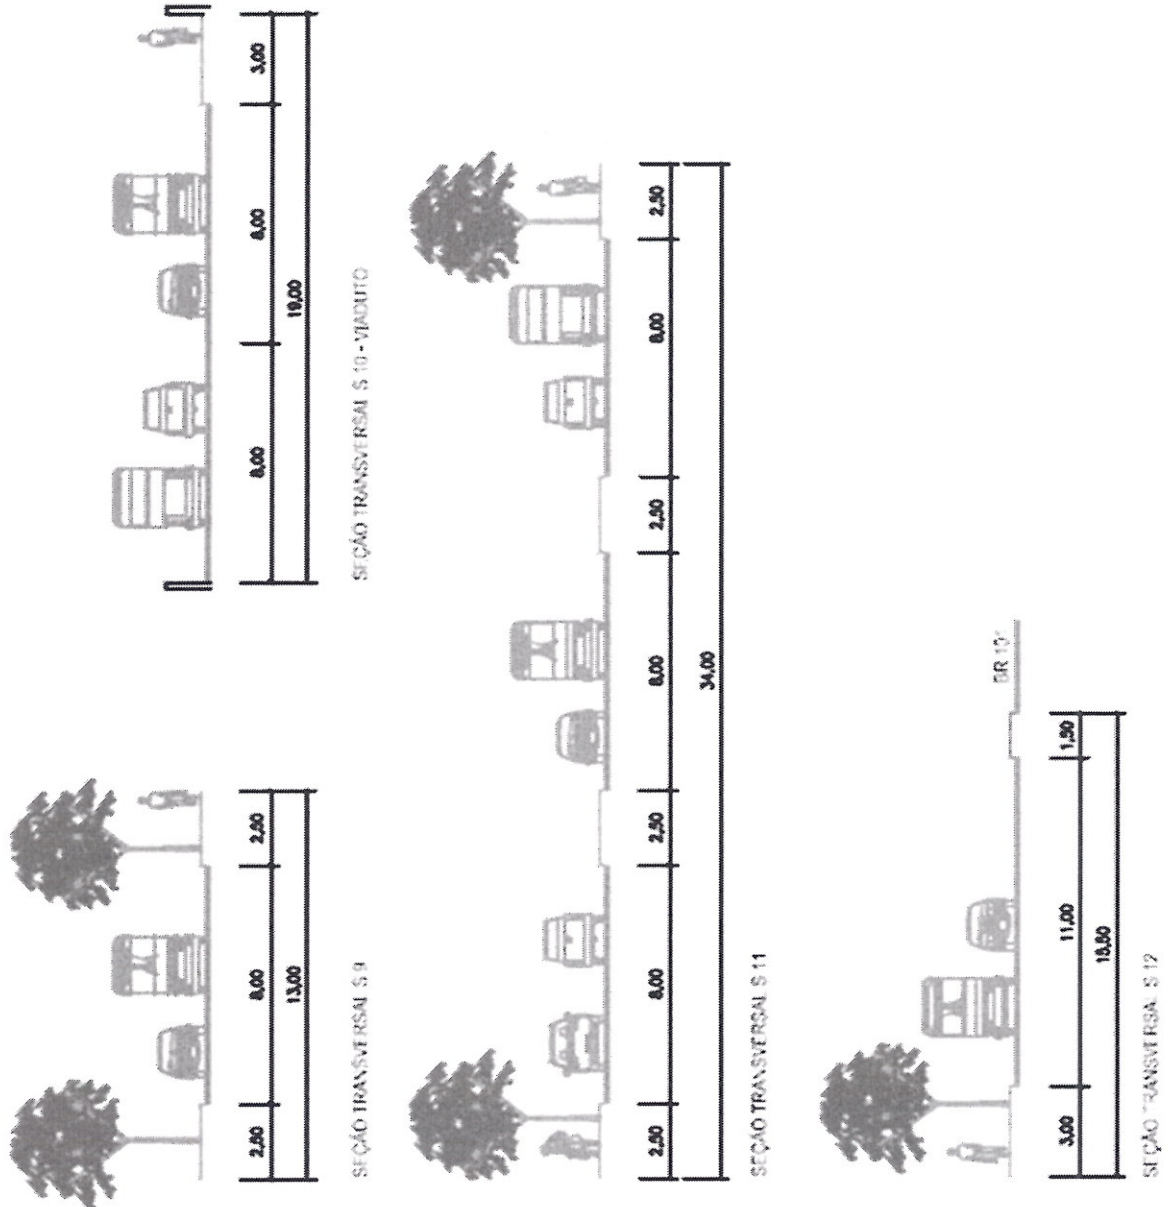 2,50 8,00 2,50
13,00
SEÇÃO TRANSVERSAL S 9
8,00 8,00 3,00
19,00
SEÇÃO TRANSVERSAL S 10 - VIADUTO
2,50 8,00 2,50 8,00 2,50 8,00 2,50
34,00
SEÇÃO TRANSVERSAL S 11
BR 101
3,00 11,00 1,50
15,50
SEÇÃO TRANSVERSAL S 12